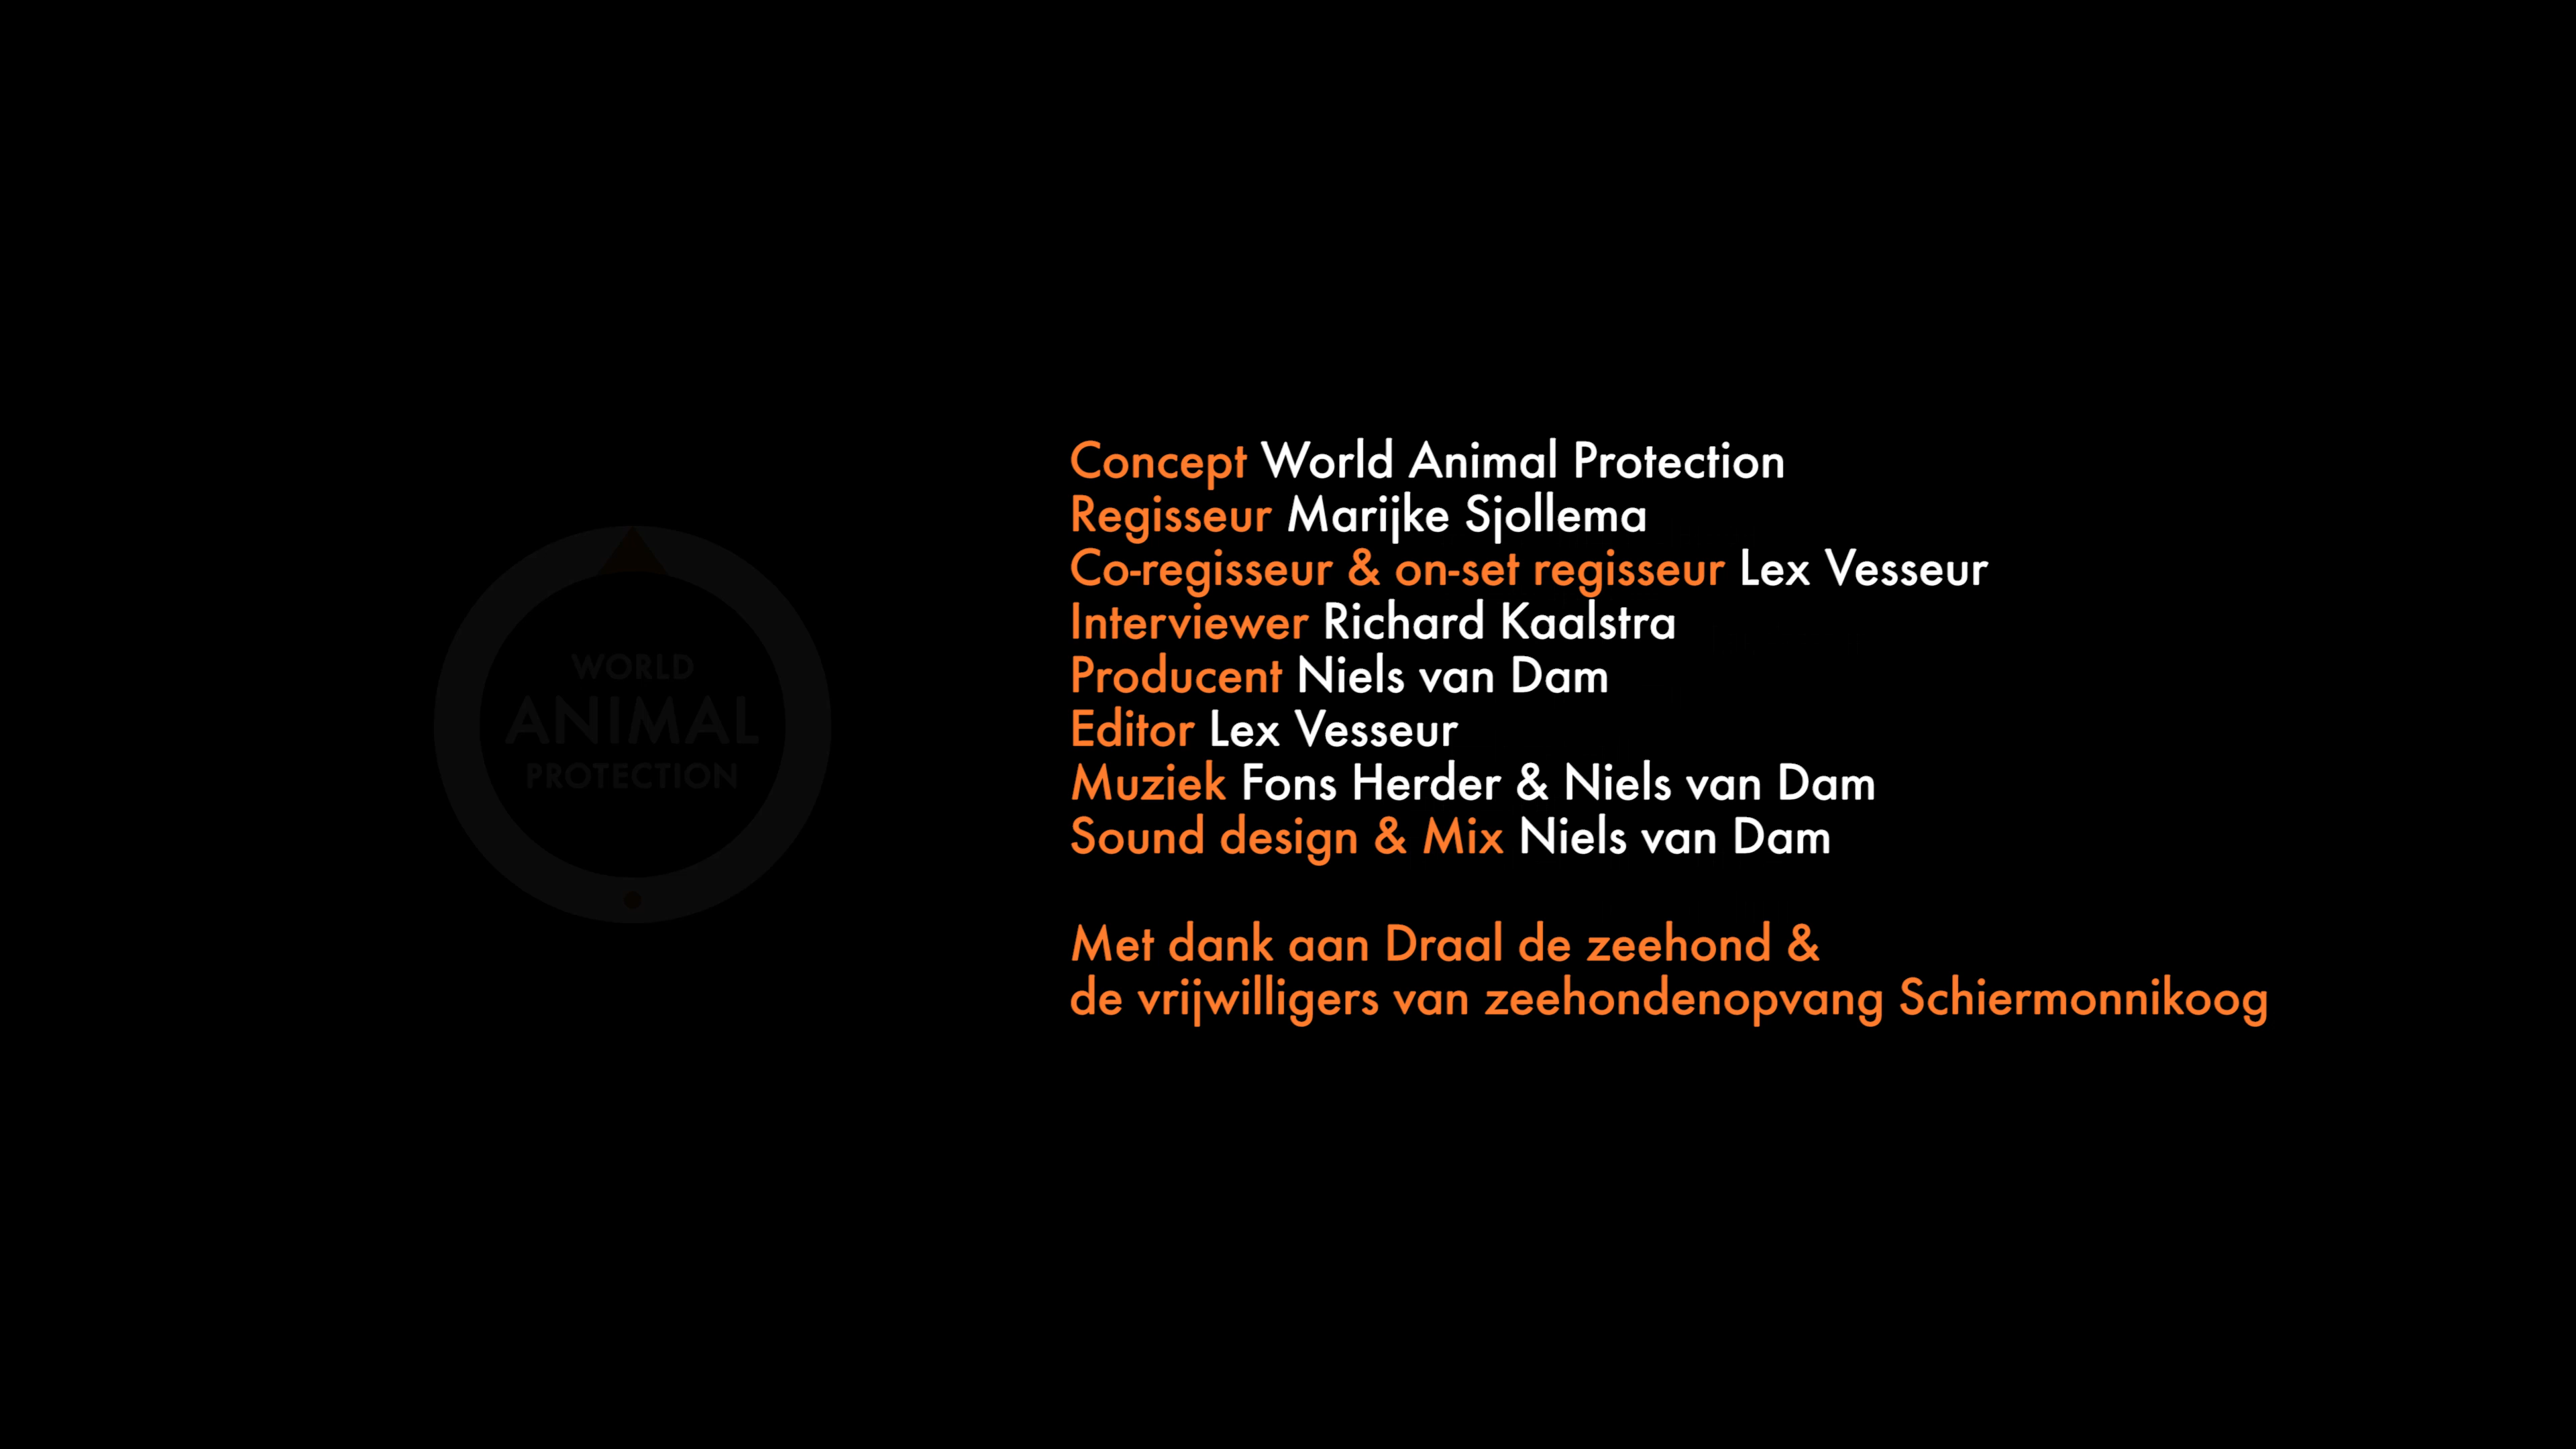 WORLD
ANIMAL
PROTECTION
Concept World Animal Protection
Regisseur Marijke Sjollema
Co-regisseur & on-set regisseur Lex Vesseur
Interviewer Richard Kaalstra
Producent Niels van Dam
Editor Lex Vesseur
Muziek Fons Herder & Niels van Dam
Sound design & Mix Niels van Dam
Met dank aan Draal de zeehond &
de vrijwilligers van zeehondenopvang Schiermonnikoog